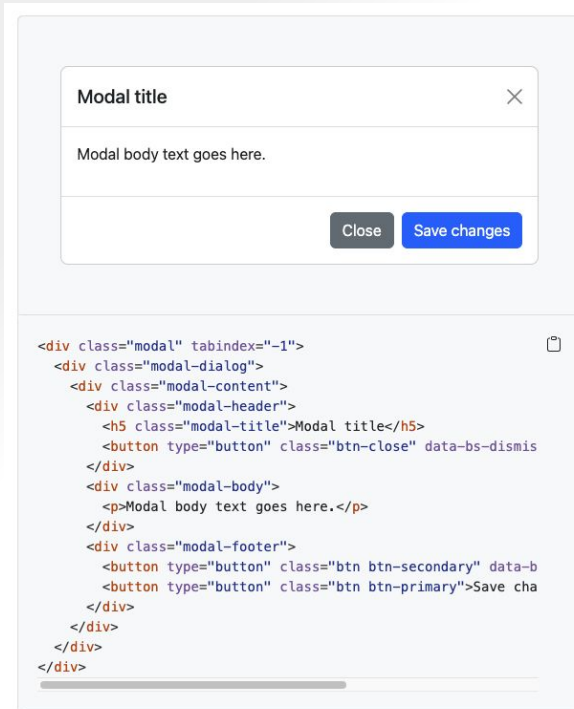 Modal title
Modal body text goes here.
Close Save changes
<div class="modal" tabindex="-1">
  <div class="modal-dialog">
    <div class="modal-content">
      <div class="modal-header">
        <h5 class="modal-title">Modal title</h5>
        <button type="button" class="btn-close" data-bs-dismis
      </div>
      <div class="modal-body">
        <p>Modal body text goes here.</p>
      </div>
      <div class="modal-footer">
        <button type="button" class="btn btn-secondary" data-b
        <button type="button" class="btn btn-primary">Save cha
      </div>
    </div>
  </div>
</div>